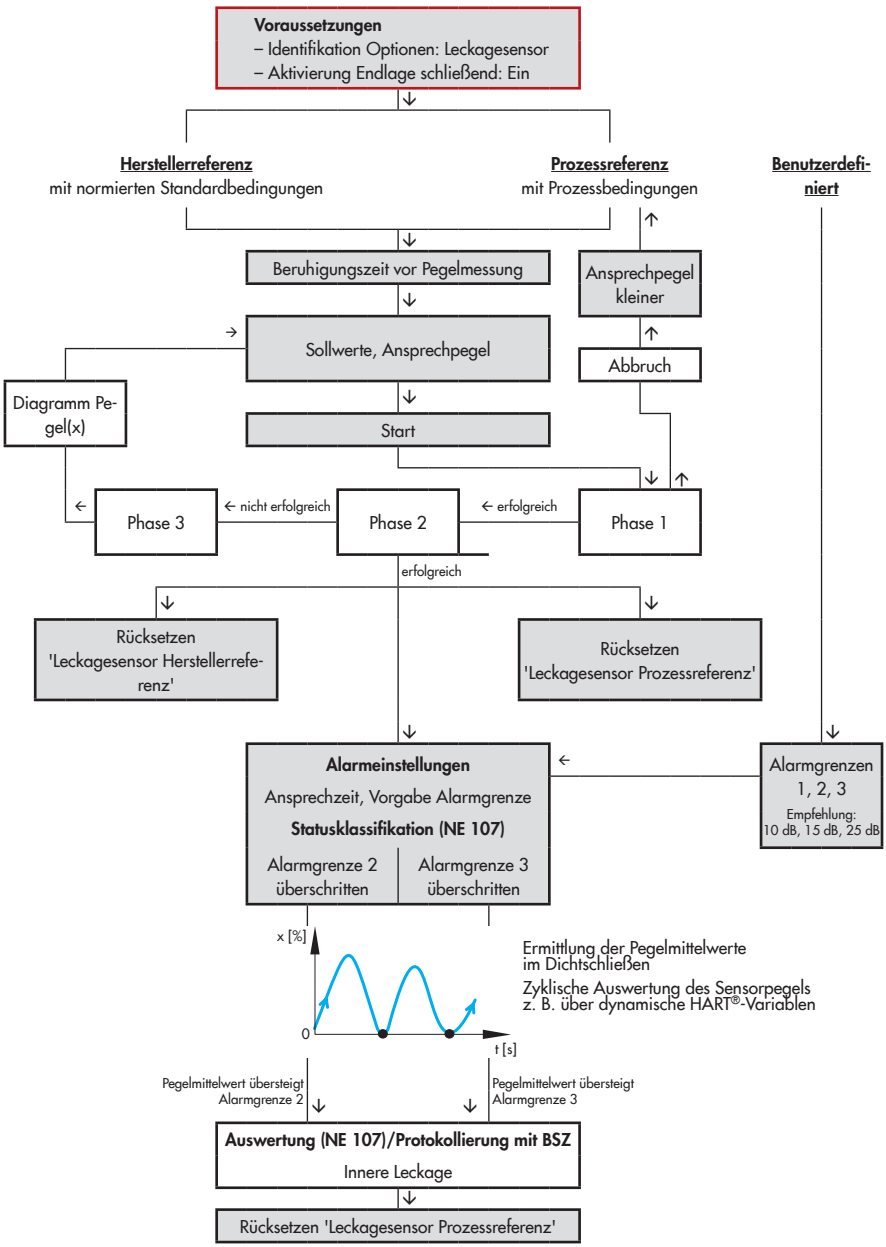 Voraussetzungen
– Identifikation Optionen: Leckagesensor
– Aktivierung Endlage schließend: Ein
Herstellerreferenz
mit normierten Standardbedingungen
Prozessreferenz
mit Prozessbedingungen
Benutzerdefi-
niert
Beruhigungszeit vor Pegelmessung
Ansprechpegel
kleiner
Sollwerte, Ansprechpegel
Abbruch
Diagramm Pe-
gel(x)
Start
Phase 3
← nicht erfolgreich
Phase 2
← erfolgreich
Phase 1
erfolgreich
Rücksetzen
'Leckagesensor Herstellerrefe-
renz'
Rücksetzen
'Leckagesensor Prozessreferenz'
Alarmeinstellungen
Ansprechzeit, Vorgabe Alarmgrenze
Statusklassifikation (NE 107)
Alarmgrenze 2
überschritten
Alarmgrenze 3
überschritten
Alarmgrenzen
1, 2, 3
Empfehlung:
10 dB, 15 dB, 25 dB
x [%]
0
t [s]
Ermittlung der Pegelmittelwerte
im Dichtschließen
Zyklische Auswertung des Sensorpegels
z. B. über dynamische HART®-Variablen
Pegelmittelwert übersteigt
Alarmgrenze 2
Pegelmittelwert übersteigt
Alarmgrenze 3
Auswertung (NE 107)/Protokollierung mit BSZ
Innere Leckage
Rücksetzen 'Leckagesensor Prozessreferenz'